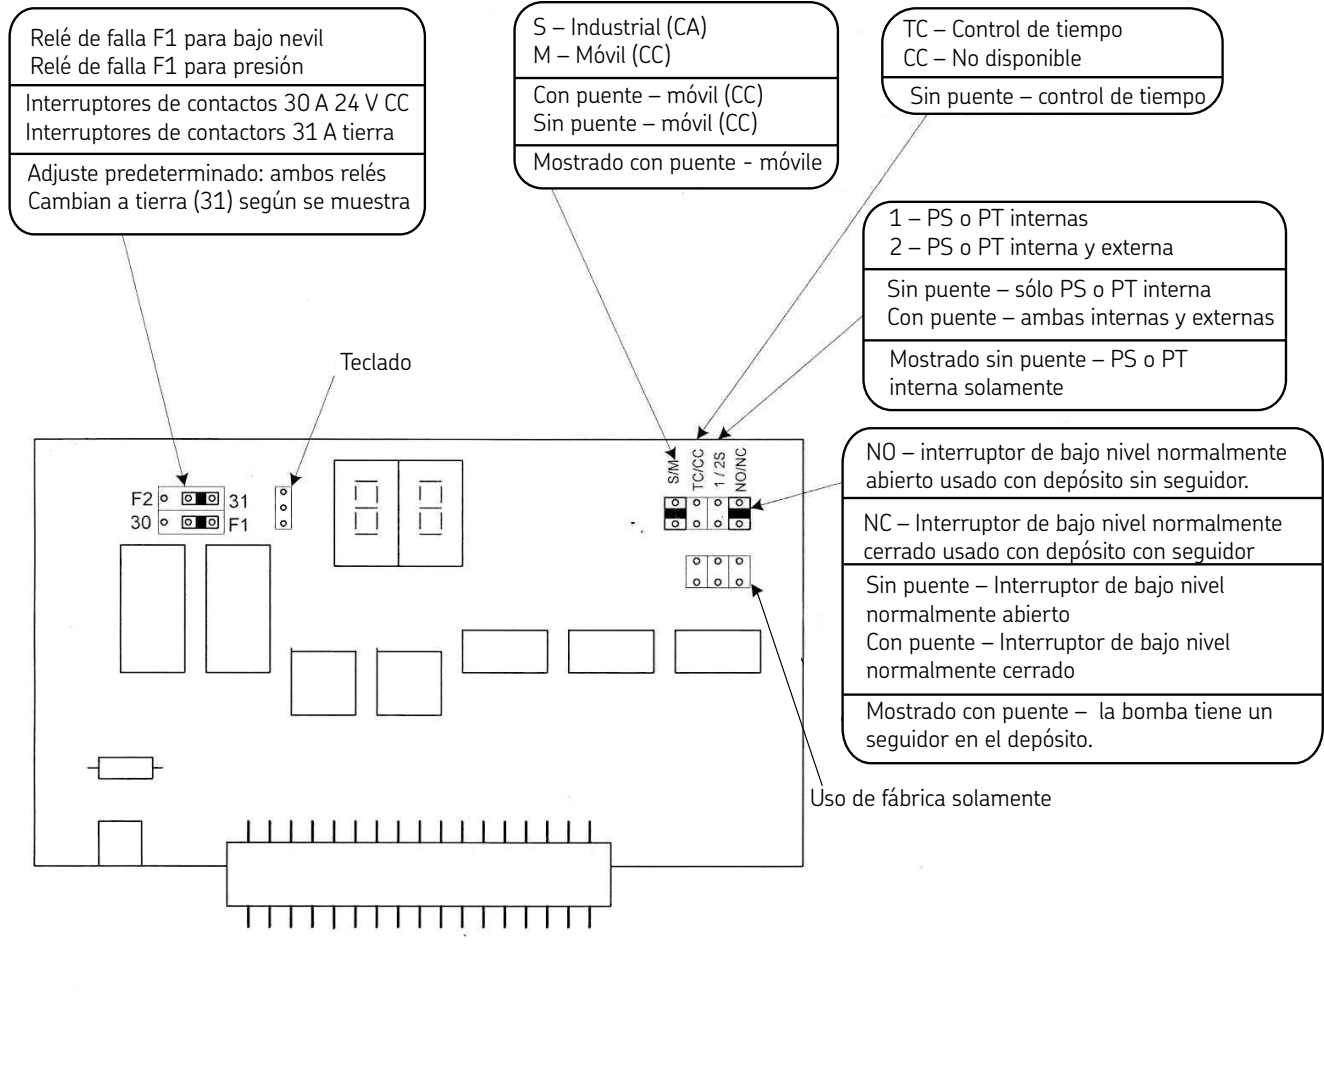 Relé de falla F1 para bajo nevil
Relé de falla F1 para presión
Interruptores de contactos 30 A 24 V CC
Interruptores de contactors 31 A tierra
Adjuste predeterminado: ambos relés
Cambian a tierra (31) según se muestra
S – Industrial (CA)
M – Móvil (CC)
Con puente – móvil (CC)
Sin puente – móvil (CC)
Mostrado con puente - móvile
TC – Control de tiempo
CC – No disponible
Sin puente – control de tiempo
1 – PS o PT internas
2 – PS o PT interna y externa
Sin puente – sólo PS o PT interna
Con puente – ambas internas y externas
Mostrado sin puente – PS o PT
interna solamente
Teclado
NO – interruptor de bajo nivel normalmente
abierto usado con depósito sin seguidor.
NC – Interruptor de bajo nivel normalmente
cerrado usado con depósito con seguidor
Sin puente – Interruptor de bajo nivel
normalmente abierto
Con puente – Interruptor de bajo nivel
normalmente cerrado
Mostrado con puente – la bomba tiene un
seguidor en el depósito.
S/M
TC/CC
1 / 2S
NO/NC
F2
31
30
F1
Uso de fábrica solamente